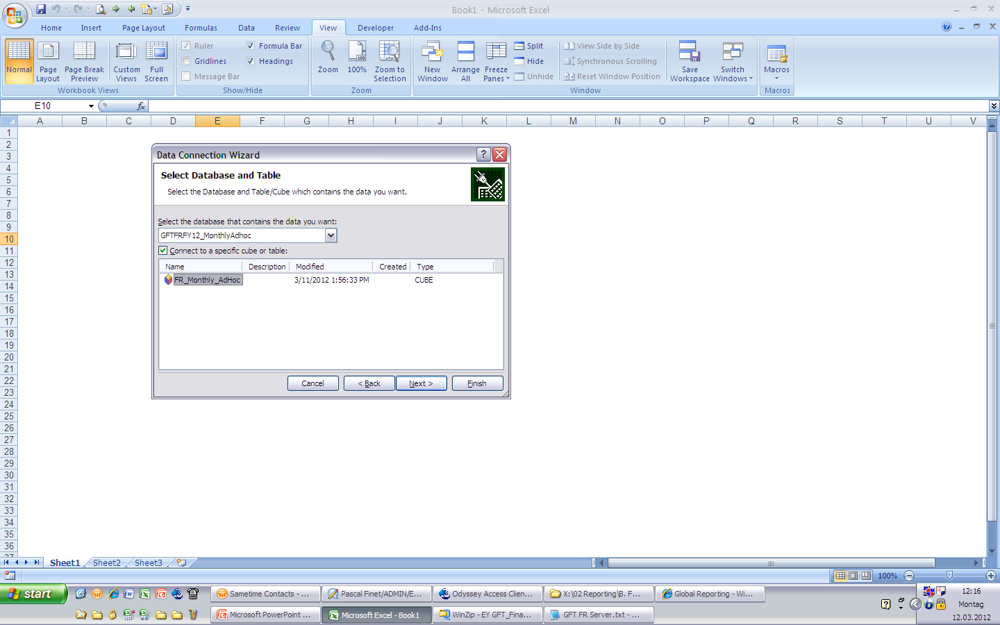 Book1 - Microsoft Excel
Home Insert Page Layout Formulas Data Review View Developer Add-Ins
Ruler Formula Bar Split View Side by Side
Gridlines Headings Hide Synchronous Scrolling
Message Bar Unhide Reset Window Position
Normal Page Layout Page Break Preview Custom Views Full Screen Zoom 100% Zoom to Selection New Window Arrange All Freeze Panes Save Workspace Switch Windows Macros
Workbook Views Show/Hide Zoom Window Macros
E10 fx
A B C D E F G H I J K L M N O P Q R S T U V
1
2
3
4
5
6
7
8
9
10
11
12
13
14
15
16
17
18
19
20
21
22
23
24
25
26
27
28
29
30
31
32
33
34
35
36
37
Data Connection Wizard
Select Database and Table
Select the Database and Table/Cube which contains the data you want.
Select the database that contains the data you want:
GFTFRFY12_MonthlyAdhoc
Connect to a specific cube or table:
Name Description Modified Created Type
FR_Monthly_AdHoc 3/11/2012 1:56:33 PM CUBE
Cancel < Back Next > Finish
Sheet1 Sheet2 Sheet3
100%
start Sametime Contacts - ... Pascal Finet/ADMIN/E... Odyssey Access Clien... X:\02 Reporting\B. F... Global Reporting - Wi... 12:16
Montag
Microsoft PowerPoint ... Microsoft Excel - Book1 WinZip - EY GFT_Fina... GFT FR Server.txt - ... 12.03.2012